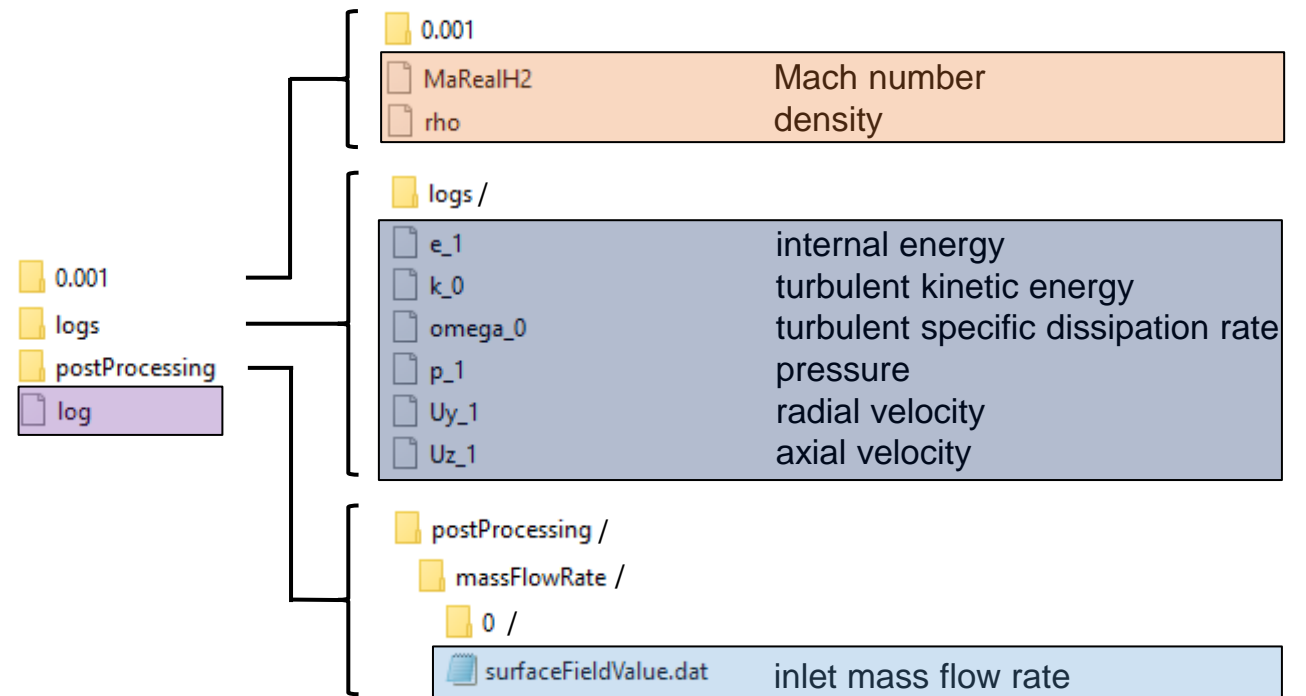 0.001
MaRealH2 Mach number
rho density
logs /
e_1 internal energy
k_0 turbulent kinetic energy
omega_0 turbulent specific dissipation rate
p_1 pressure
Uy_1 radial velocity
Uz_1 axial velocity
0.001
logs
postProcessing
log
postProcessing /
massFlowRate /
0 /
surfaceFieldValue.dat inlet mass flow rate